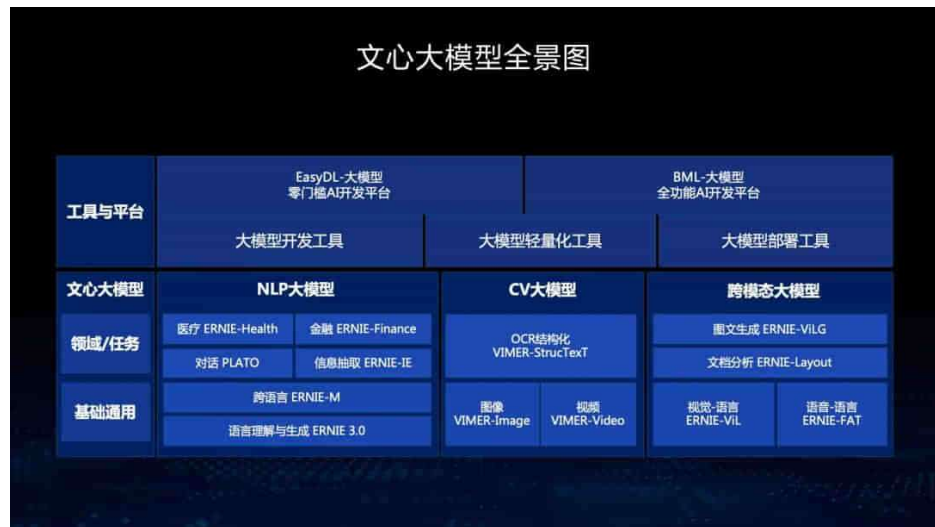 文心大模型全景图
工具与平台
EasyDL-大模型
零门槛AI开发平台
BML-大模型
全功能AI开发平台
大模型开发工具
大模型轻量化工具
大模型部署工具
文心大模型
NLP大模型
CV大模型
跨模态大模型
领域/任务
医疗 ERNIE-Health
金融 ERNIE-Finance
对话 PLATO
信息抽取 ERNIE-IE
OCR结构化
VIMER-StrucTexT
图文生成 ERNIE-ViLG
文档分析 ERNIE-Layout
基础通用
跨语言 ERNIE-M
语言理解与生成 ERNIE 3.0
图像
VIMER-Image
视频
VIMER-Video
视觉-语言
ERNIE-ViL
语音-语言
ERNIE-FAT